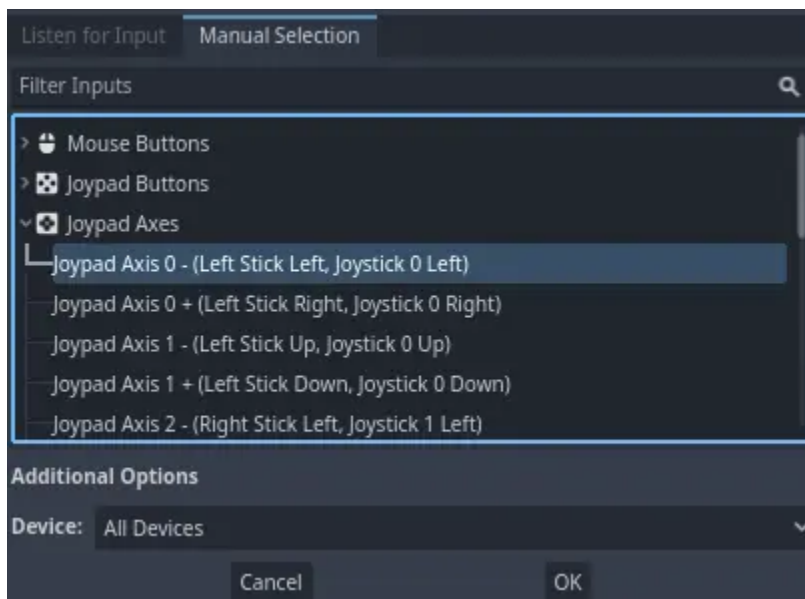 Listen for Input Manual Selection
Filter Inputs
Mouse Buttons
Joypad Buttons
Joypad Axes
Joypad Axis 0 - (Left Stick Left, Joystick 0 Left)
Joypad Axis 0 + (Left Stick Right, Joystick 0 Right)
Joypad Axis 1 - (Left Stick Up, Joystick 0 Up)
Joypad Axis 1 + (Left Stick Down, Joystick 0 Down)
Joypad Axis 2 - (Right Stick Left, Joystick 1 Left)
Additional Options
Device: All Devices
Cancel OK